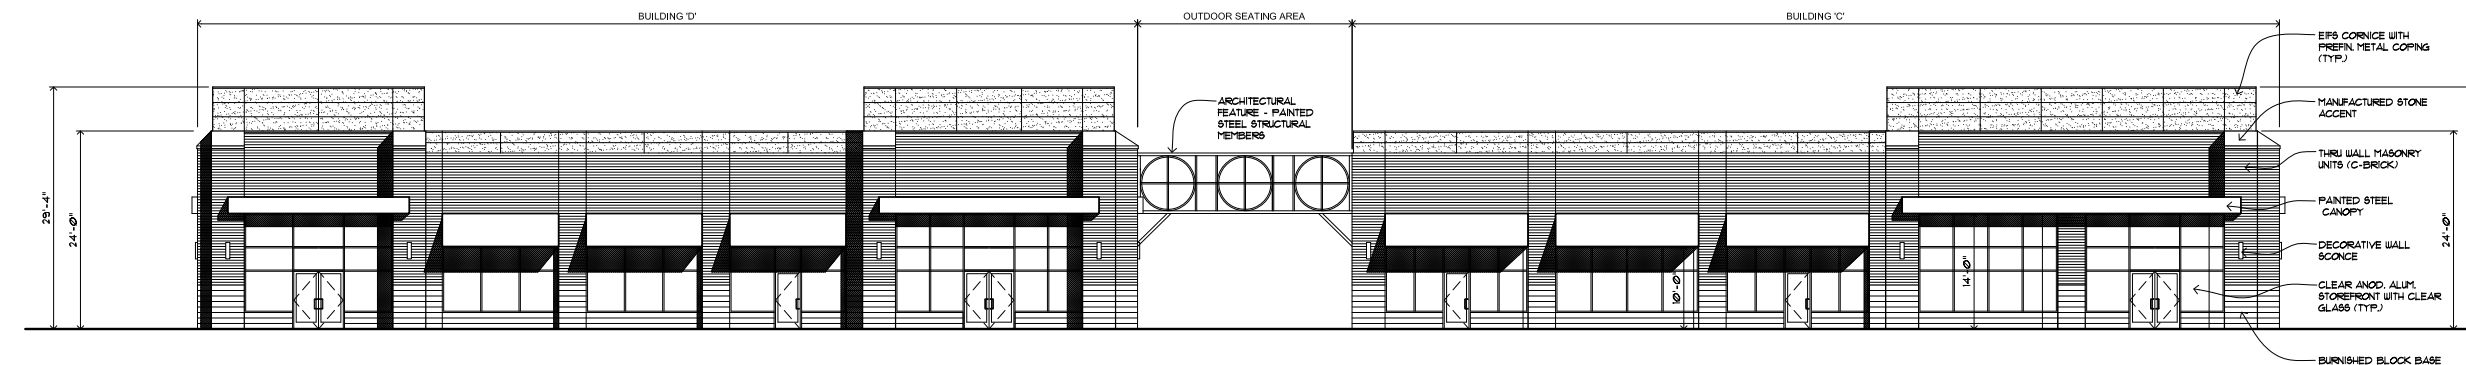 BUILDING 'D'
OUTDOOR SEATING AREA
BUILDING 'C'
EIFS CORNICE WITH
PREFIN. METAL COPING
(TYP.)
ARCHITECTURAL
FEATURE - PAINTED
STEEL STRUCTURAL
MEMBERS
MANUFACTURED STONE
ACCENT
THRU WALL MASONRY
UNITS (C-BRICK)
29'-4"
24'-0"
PAINTED STEEL
CANOPY
24'-0"
DECORATIVE WALL
SCONCE
10'-0"
14'-0"
CLEAR ANOD. ALUM.
STOREFRONT WITH CLEAR
GLASS (TYP.)
BURNISHED BLOCK BASE